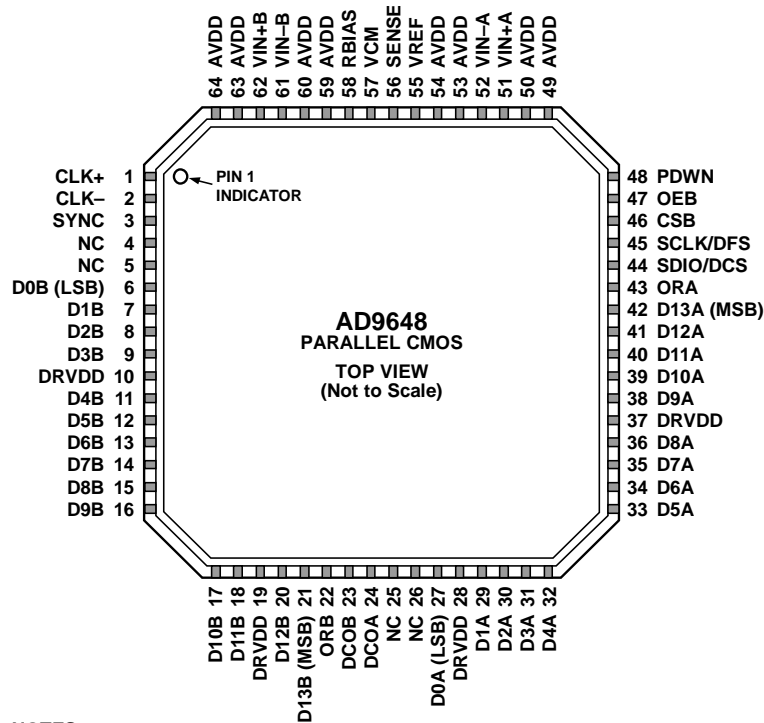 64 AVDD
63 AVDD
62 VIN+B
61 VIN–B
60 AVDD
59 AVDD
58 RBIAS
57 VCM
56 SENSE
55 VREF
54 AVDD
53 AVDD
52 VIN–A
51 VIN+A
50 AVDD
49 AVDD
CLK+ 1
CLK– 2
SYNC 3
NC 4
NC 5
D0B (LSB) 6
D1B 7
D2B 8
D3B 9
DRVDD 10
D4B 11
D5B 12
D6B 13
D7B 14
D8B 15
D9B 16
PIN 1
INDICATOR
AD9648
PARALLEL CMOS
TOP VIEW
(Not to Scale)
48 PDWN
47 OEB
46 CSB
45 SCLK/DFS
44 SDIO/DCS
43 ORA
42 D13A (MSB)
41 D12A
40 D11A
39 D10A
38 D9A
37 DRVDD
36 D8A
35 D7A
34 D6A
33 D5A
D10B 17
D11B 18
DRVDD 19
D12B 20
D13B (MSB) 21
ORB 22
DCOB 23
DCOA 24
NC 25
NC 26
D0A (LSB) 27
DRVDD 28
D1A 29
D2A 30
D3A 31
D4A 32